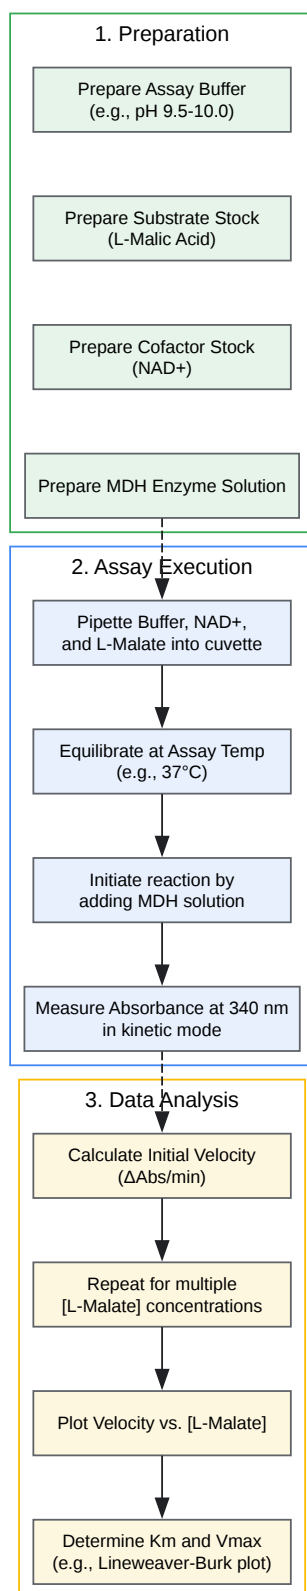 1. Preparation
Prepare Assay Buffer
(e.g., pH 9.5-10.0)
Prepare Substrate Stock
(L-Malic Acid)
Prepare Cofactor Stock
(NAD+)
Prepare MDH Enzyme Solution
2. Assay Execution
Pipette Buffer, NAD+,
and L-Malate into cuvette
Equilibrate at Assay Temp
(e.g., 37°C)
Initiate reaction by
adding MDH solution
Measure Absorbance at 340 nm
in kinetic mode
3. Data Analysis
Calculate Initial Velocity
(ΔAbs/min)
Repeat for multiple
[L-Malate] concentrations
Plot Velocity vs. [L-Malate]
Determine Km and Vmax
(e.g., Lineweaver-Burk plot)